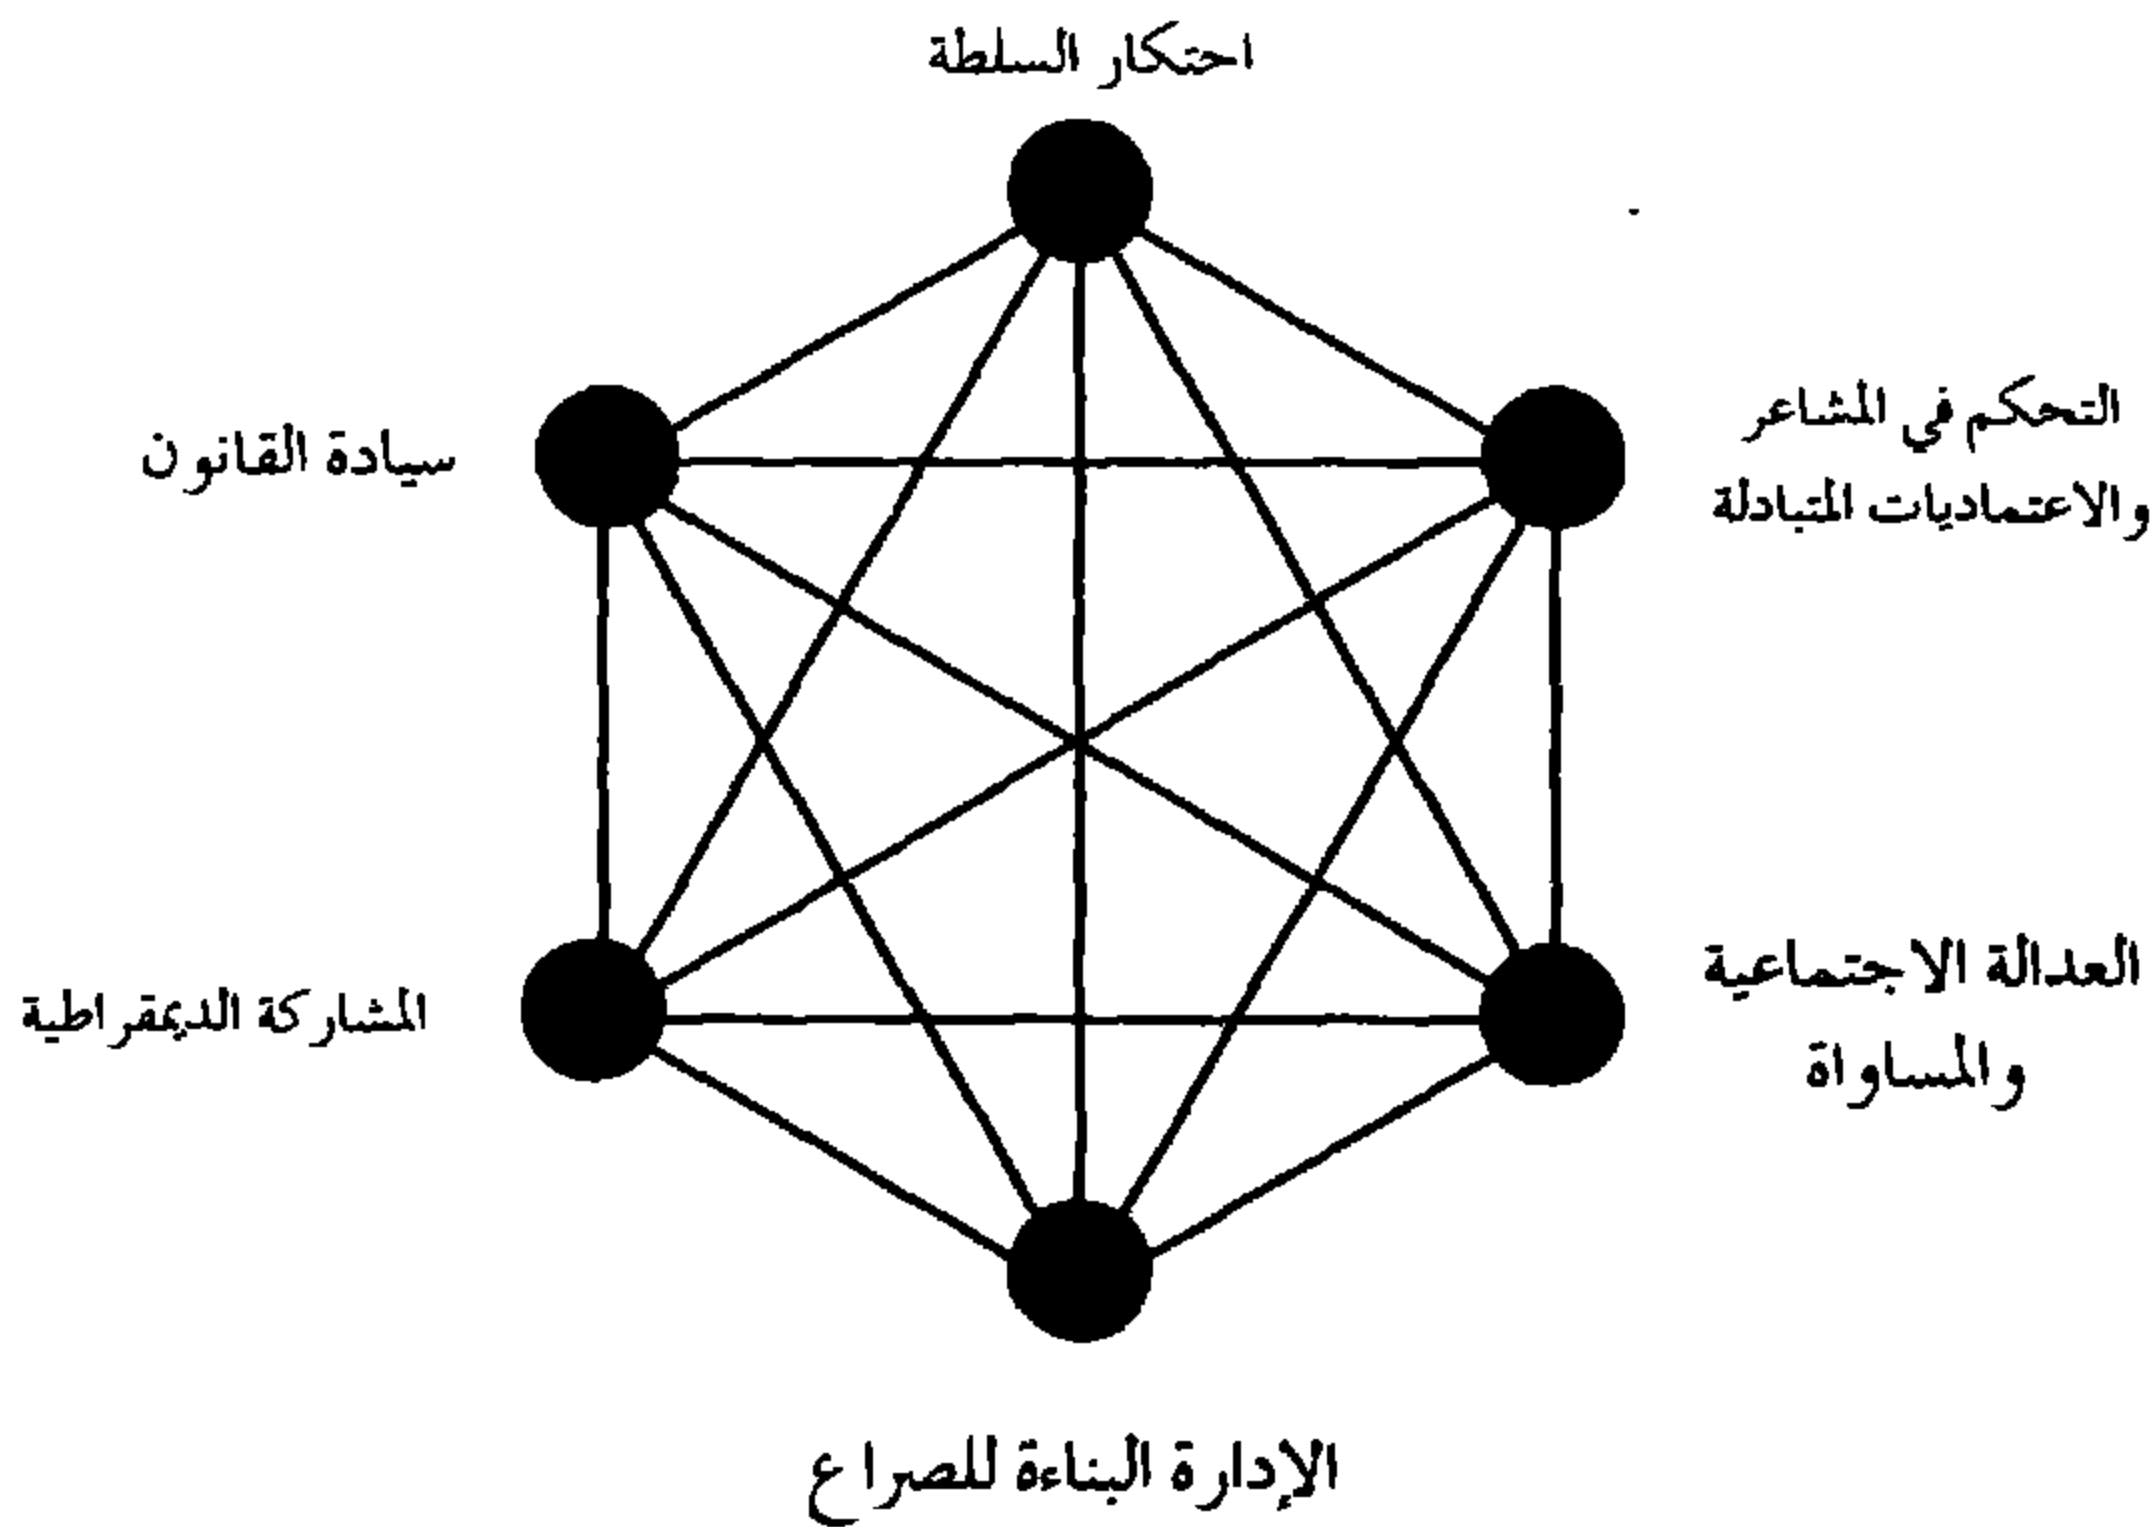 احتكار السلطة
التحكم في المشاعر
والاعتماديات المتبادلة
سيادة القانون
العدالة الاجتماعية
والمساواة
المشاركة الديمقراطية
الإدارة البناءة للصراع